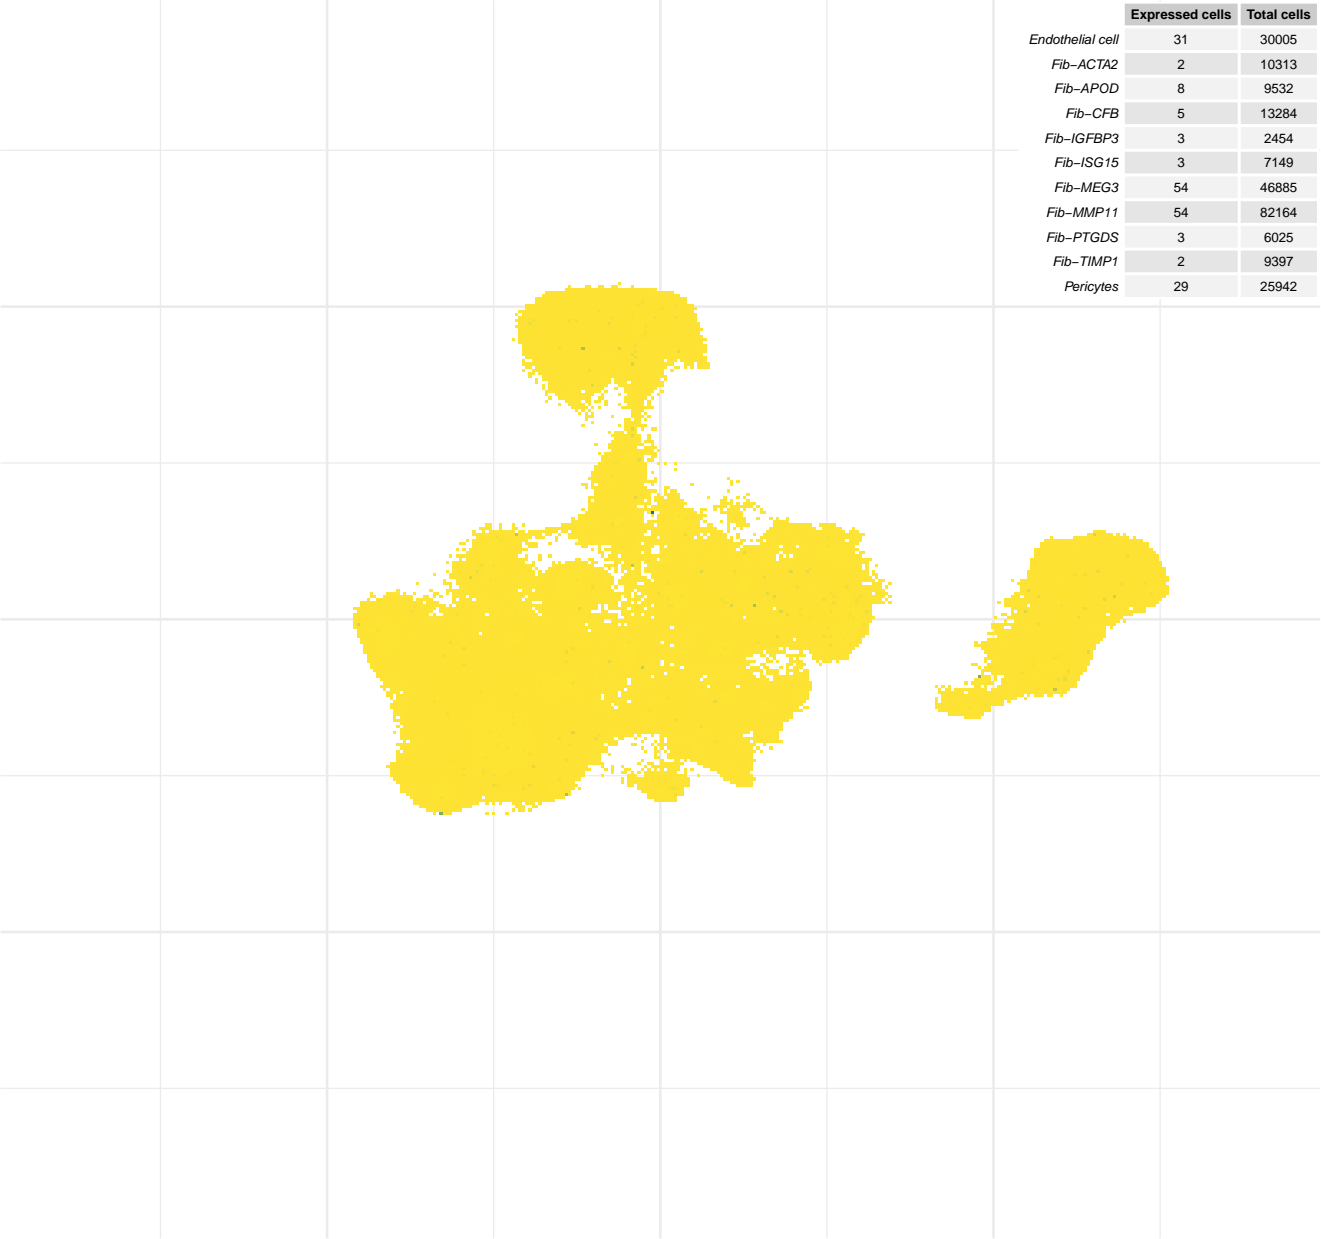 Expressed cells Total cells
Endothelial cell 31 30005
Fib−ACTA2 2 10313
Fib−APOD 8 9532
Fib−CFB 5 13284
Fib−IGFBP3 3 2454
Fib−ISG15 3 7149
Fib−MEG3 54 46885
Fib−MMP11 54 82164
Fib−PTGDS 3 6025
Fib−TIMP1 2 9397
Pericytes 29 25942